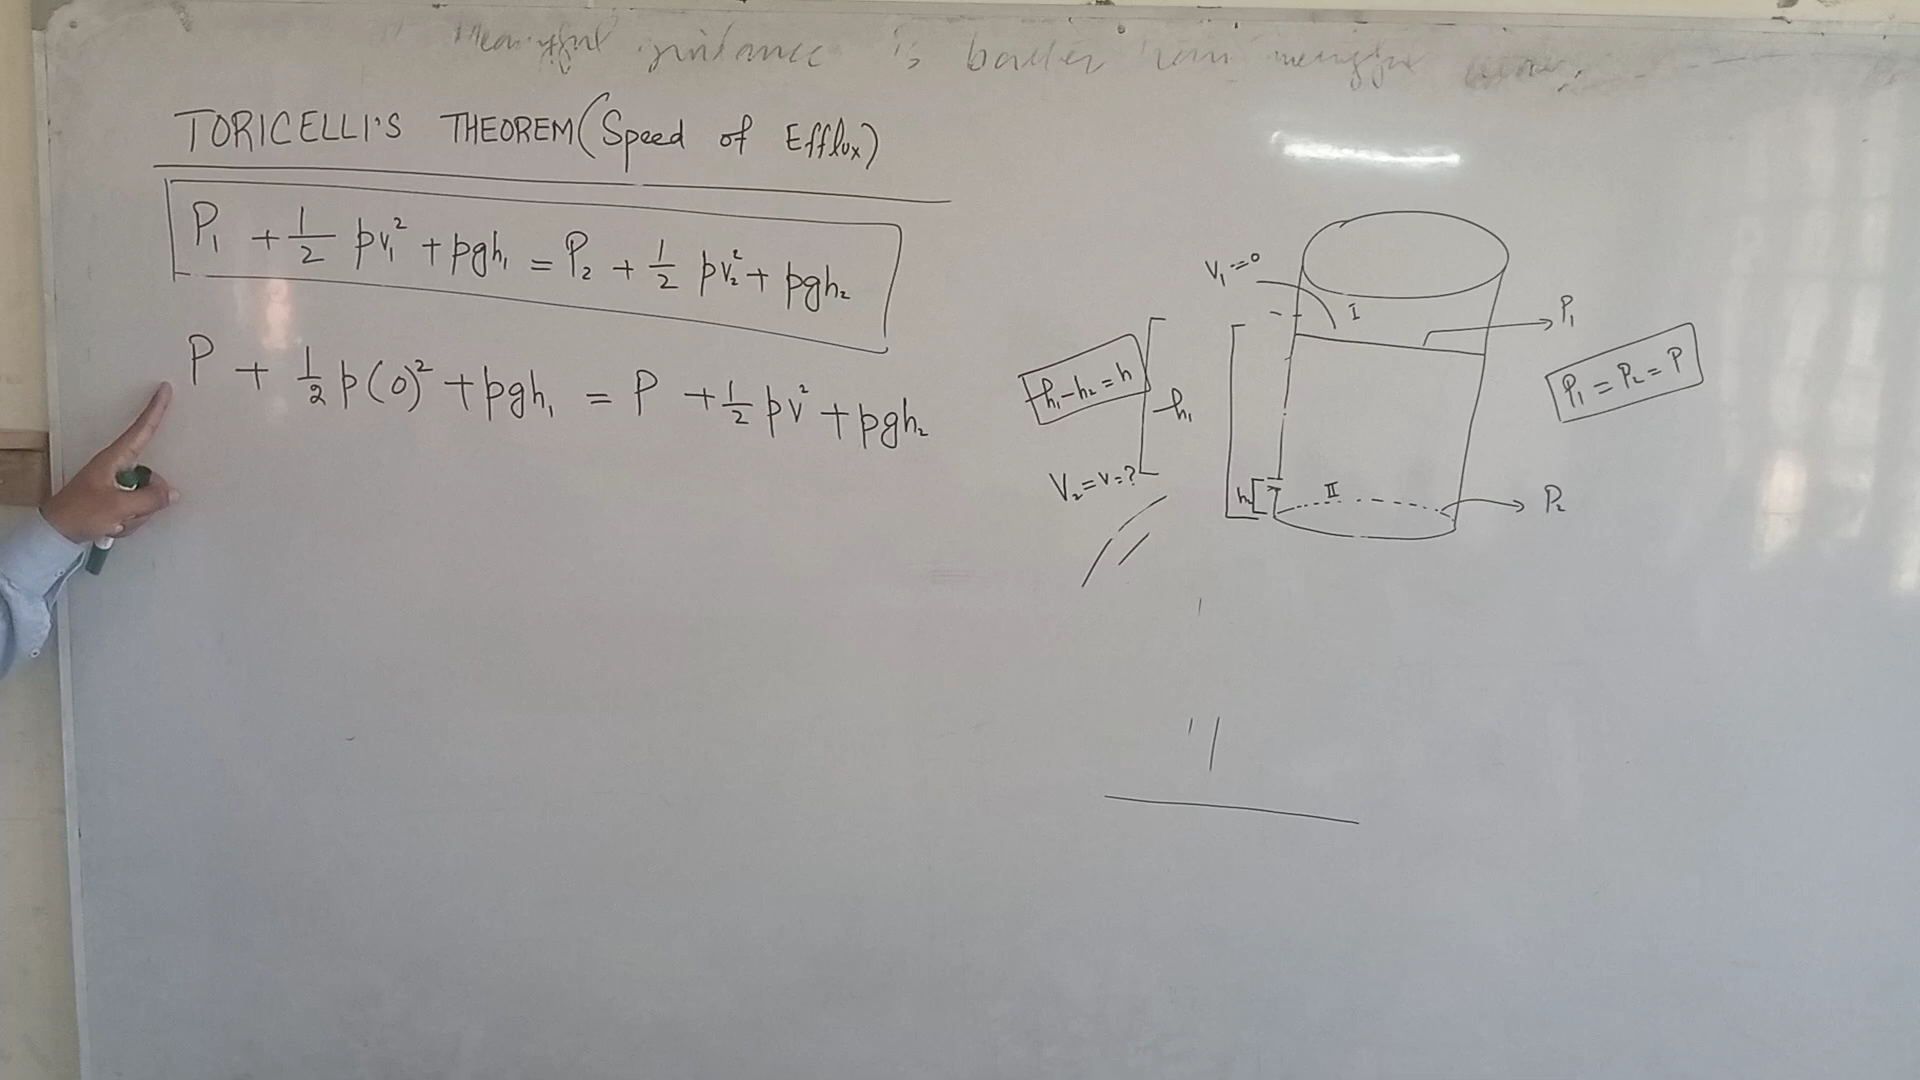 is
TORICELLI'S THEOREM (Speed of Efflux)
P₁ + 1/2 ρv₁² + ρgh₁ = P₂ + 1/2 ρv₂² + ρgh₂
P + 1/2 ρ(0)² + ρgh₁ = P + 1/2 ρv² + ρgh₂
V₁=0
I
P₁
h₁-h₂=h
h₁
P₁ = P₂ = P
V₂=v=?
h₂
II
P₂